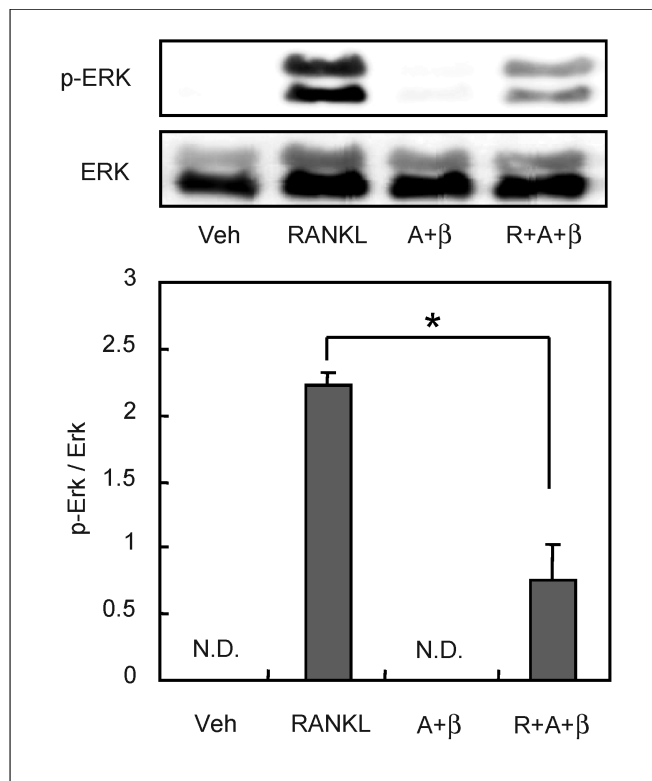 p-ERK
ERK
Veh RANKL A+β R+A+β
3
2.5
2
1.5
1
0.5
0
p-Erk / Erk
*
N.D. N.D.
Veh RANKL A+β R+A+β